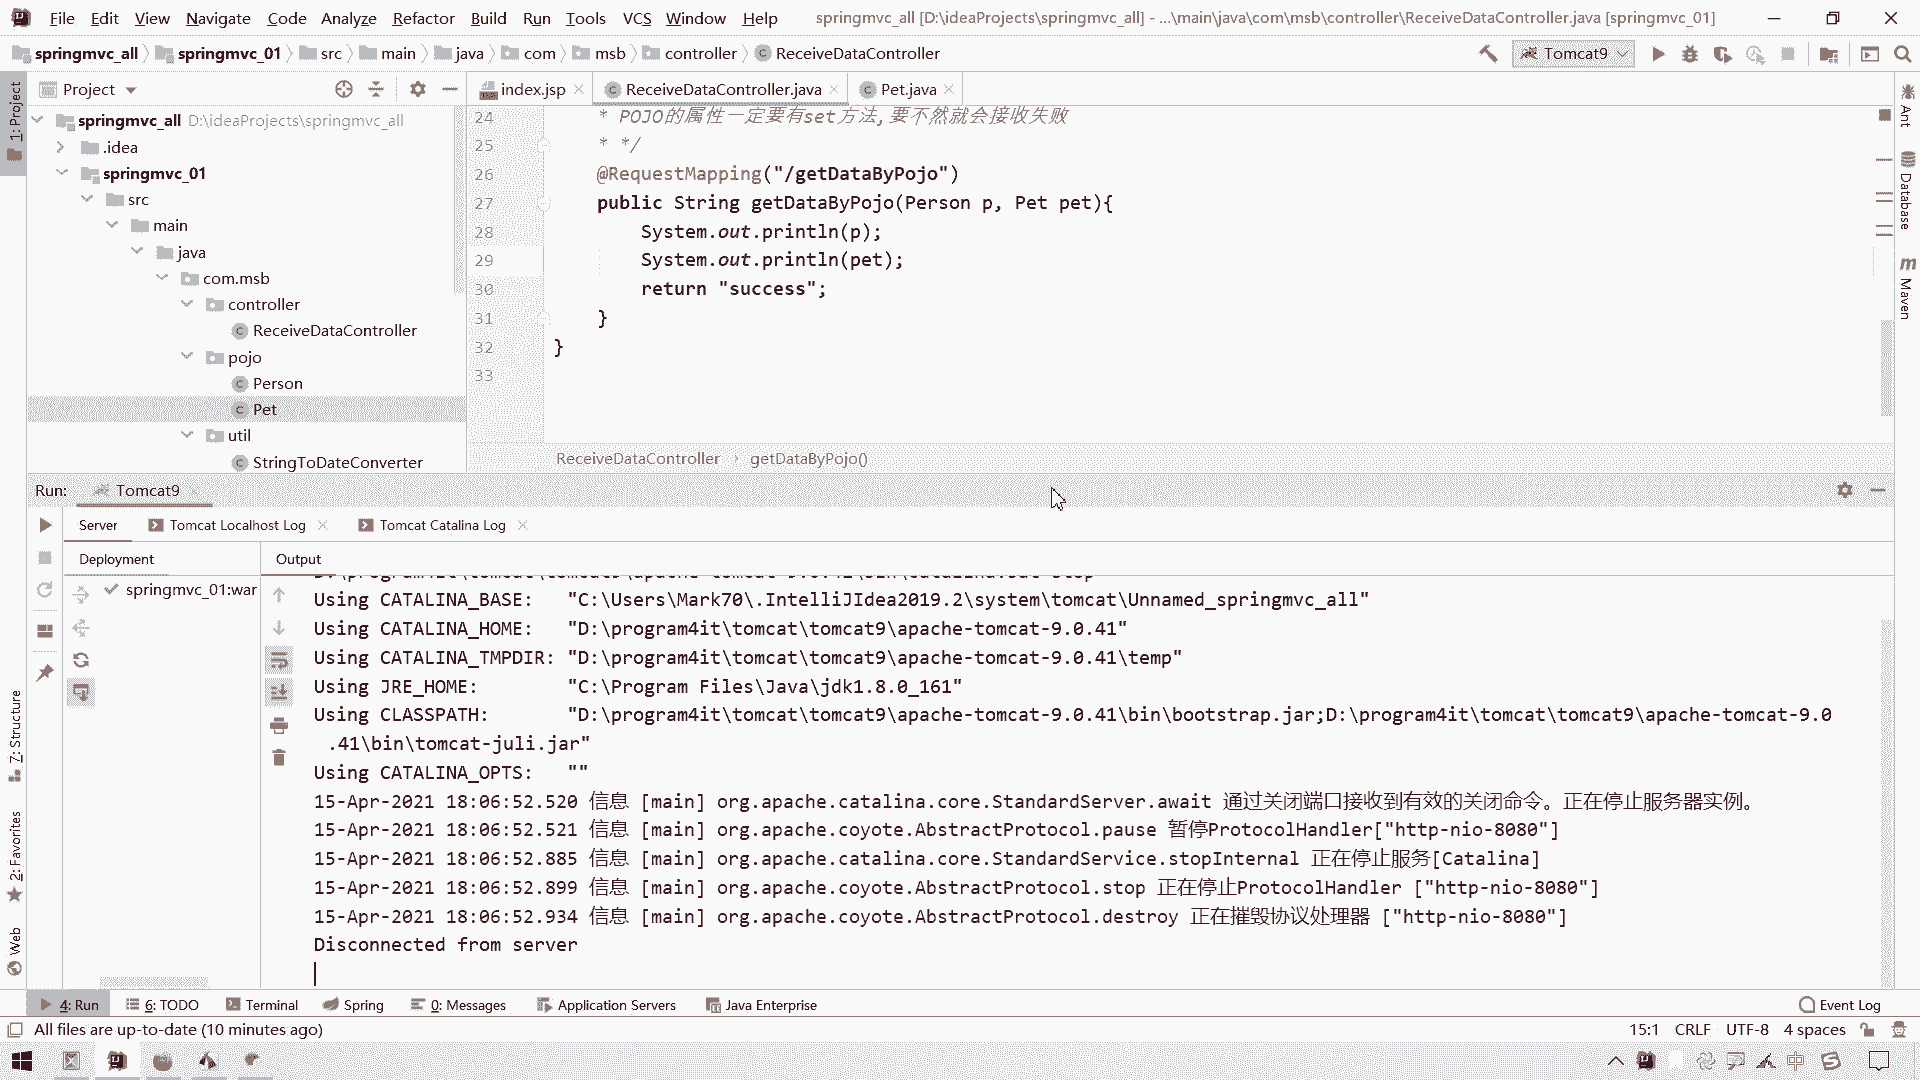 File Edit View Navigate Code Analyze Refactor Build Run Tools VCS Window Help springmvc_all [D:\ideaProjects\springmvc_all] - ...\main\java\com\msb\controller\ReceiveDataController.java [springmvc_01]
springmvc_all springmvc_01 src main java com msb controller ReceiveDataController Tomcat9
1: Project
Project
index.jsp ReceiveDataController.java Pet.java
springmvc_all D:\ideaProjects\springmvc_all
.idea
springmvc_01
src
main
java
com.msb
controller
ReceiveDataController
pojo
Person
Pet
util
StringToDateConverter
24 * POJO的属性一定要有set方法,要不然就会接收失败
25 * */
26 @RequestMapping("/getDataByPojo")
27 public String getDataByPojo(Person p, Pet pet){
28 System.out.println(p);
29 System.out.println(pet);
30 return "success";
31 }
32 }
33
ReceiveDataController › getDataByPojo()
Ant
Database
Maven
Run: Tomcat9
Server Tomcat Localhost Log Tomcat Catalina Log
Deployment Output
springmvc_01:war
Using CATALINA_BASE: "C:\Users\Mark70\.IntelliJIdea2019.2\system\tomcat\Unnamed_springmvc_all"
Using CATALINA_HOME: "D:\program4it\tomcat\tomcat9\apache-tomcat-9.0.41"
Using CATALINA_TMPDIR: "D:\program4it\tomcat\tomcat9\apache-tomcat-9.0.41\temp"
Using JRE_HOME: "C:\Program Files\Java\jdk1.8.0_161"
Using CLASSPATH: "D:\program4it\tomcat\tomcat9\apache-tomcat-9.0.41\bin\bootstrap.jar;D:\program4it\tomcat\tomcat9\apache-tomcat-9.0
.41\bin\tomcat-juli.jar"
Using CATALINA_OPTS: ""
15-Apr-2021 18:06:52.520 信息 [main] org.apache.catalina.core.StandardServer.await 通过关闭端口接收到有效的关闭命令。正在停止服务器实例。
15-Apr-2021 18:06:52.521 信息 [main] org.apache.coyote.AbstractProtocol.pause 暂停ProtocolHandler["http-nio-8080"]
15-Apr-2021 18:06:52.885 信息 [main] org.apache.catalina.core.StandardService.stopInternal 正在停止服务[Catalina]
15-Apr-2021 18:06:52.899 信息 [main] org.apache.coyote.AbstractProtocol.stop 正在停止ProtocolHandler ["http-nio-8080"]
15-Apr-2021 18:06:52.934 信息 [main] org.apache.coyote.AbstractProtocol.destroy 正在摧毁协议处理器 ["http-nio-8080"]
Disconnected from server
Z: Structure
2: Favorites
Web
4: Run 6: TODO Terminal Spring 0: Messages Application Servers Java Enterprise Event Log
All files are up-to-date (10 minutes ago) 15:1 CRLF UTF-8 4 spaces
中